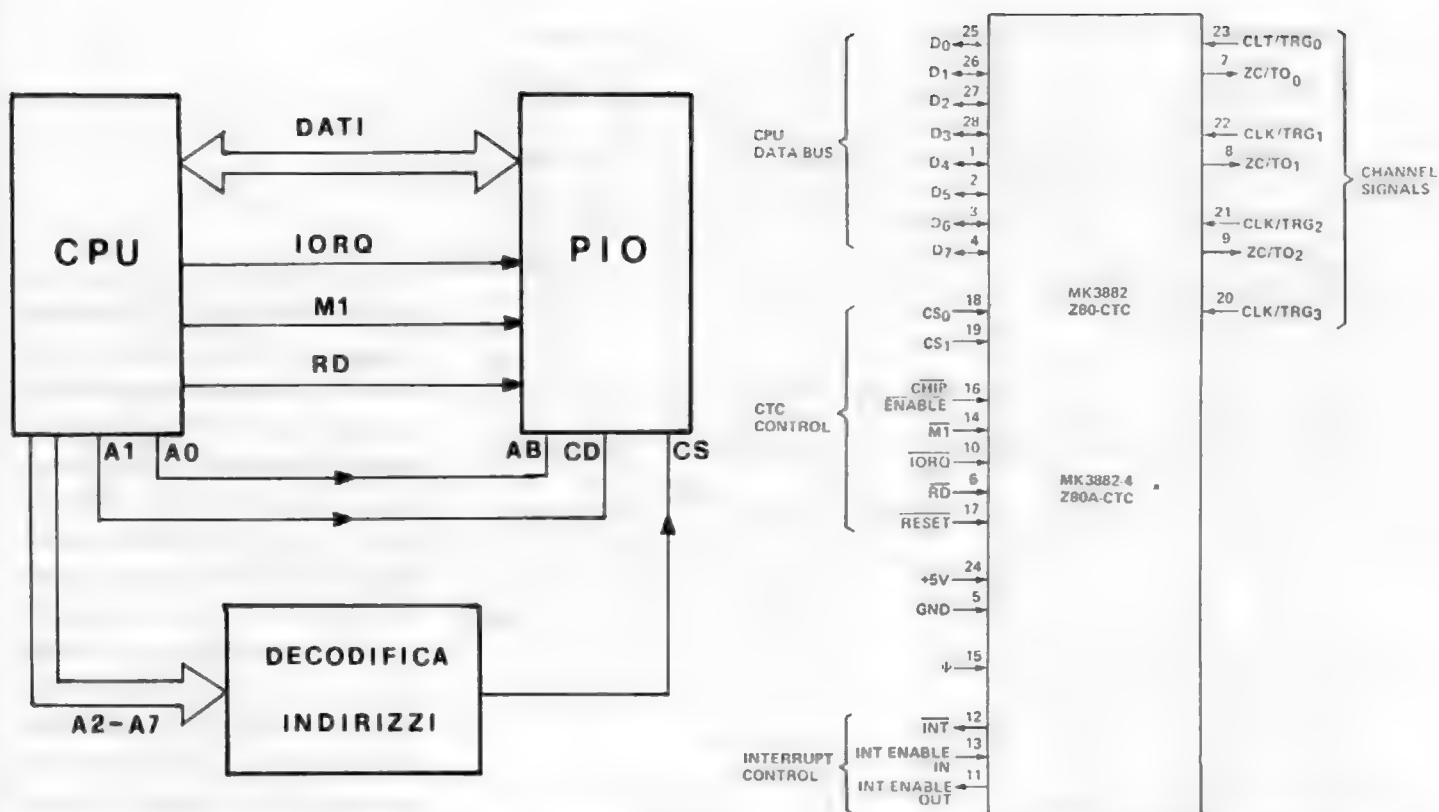 DATI
CPU
IORQ
PIO
M1
RD
A1 A0
AB CD CS
DECODIFICA
INDIRIZZI
A2-A7
25
D0
26
D1
27
D2
28
D3
1
D4
2
D5
3
D6
4
D7
CPU
DATA BUS
18
CS0
19
CS1
CHIP 16
ENABLE
14
M1
10
IORQ
6
RD
17
RESET
CTC
CONTROL
24
+5V
5
GND
15
12
INT
13
INT ENABLE
IN
11
INT ENABLE
OUT
INTERRUPT
CONTROL
MK3882
Z80-CTC
MK3882-4
Z80A-CTC
23
CLT/TRG0
7
ZC/TO0
22
CLK/TRG1
8
ZC/TO1
21
CLK/TRG2
9
ZC/TO2
20
CLK/TRG3
CHANNEL
SIGNALS